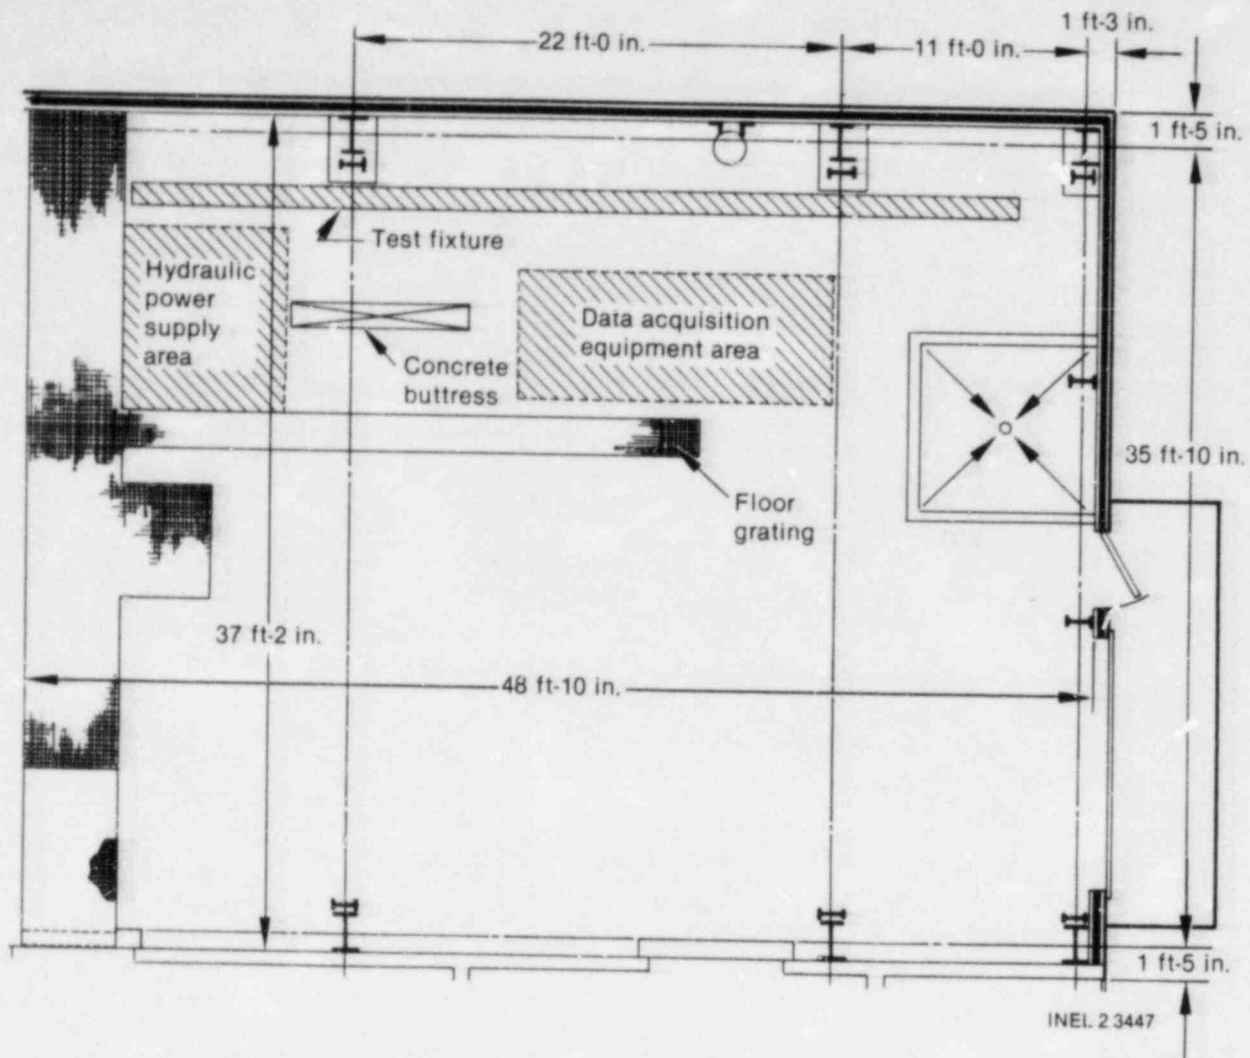 1 ft-3 in.
22 ft-0 in.
11 ft-0 in.
1 ft-5 in.
Test fixture
Hydraulic
power
supply
area
Data acquisition
equipment area
Concrete
buttress
35 ft-10 in.
Floor
grating
37 ft-2 in.
48 ft-10 in.
1 ft-5 in.
INEL 2 3447